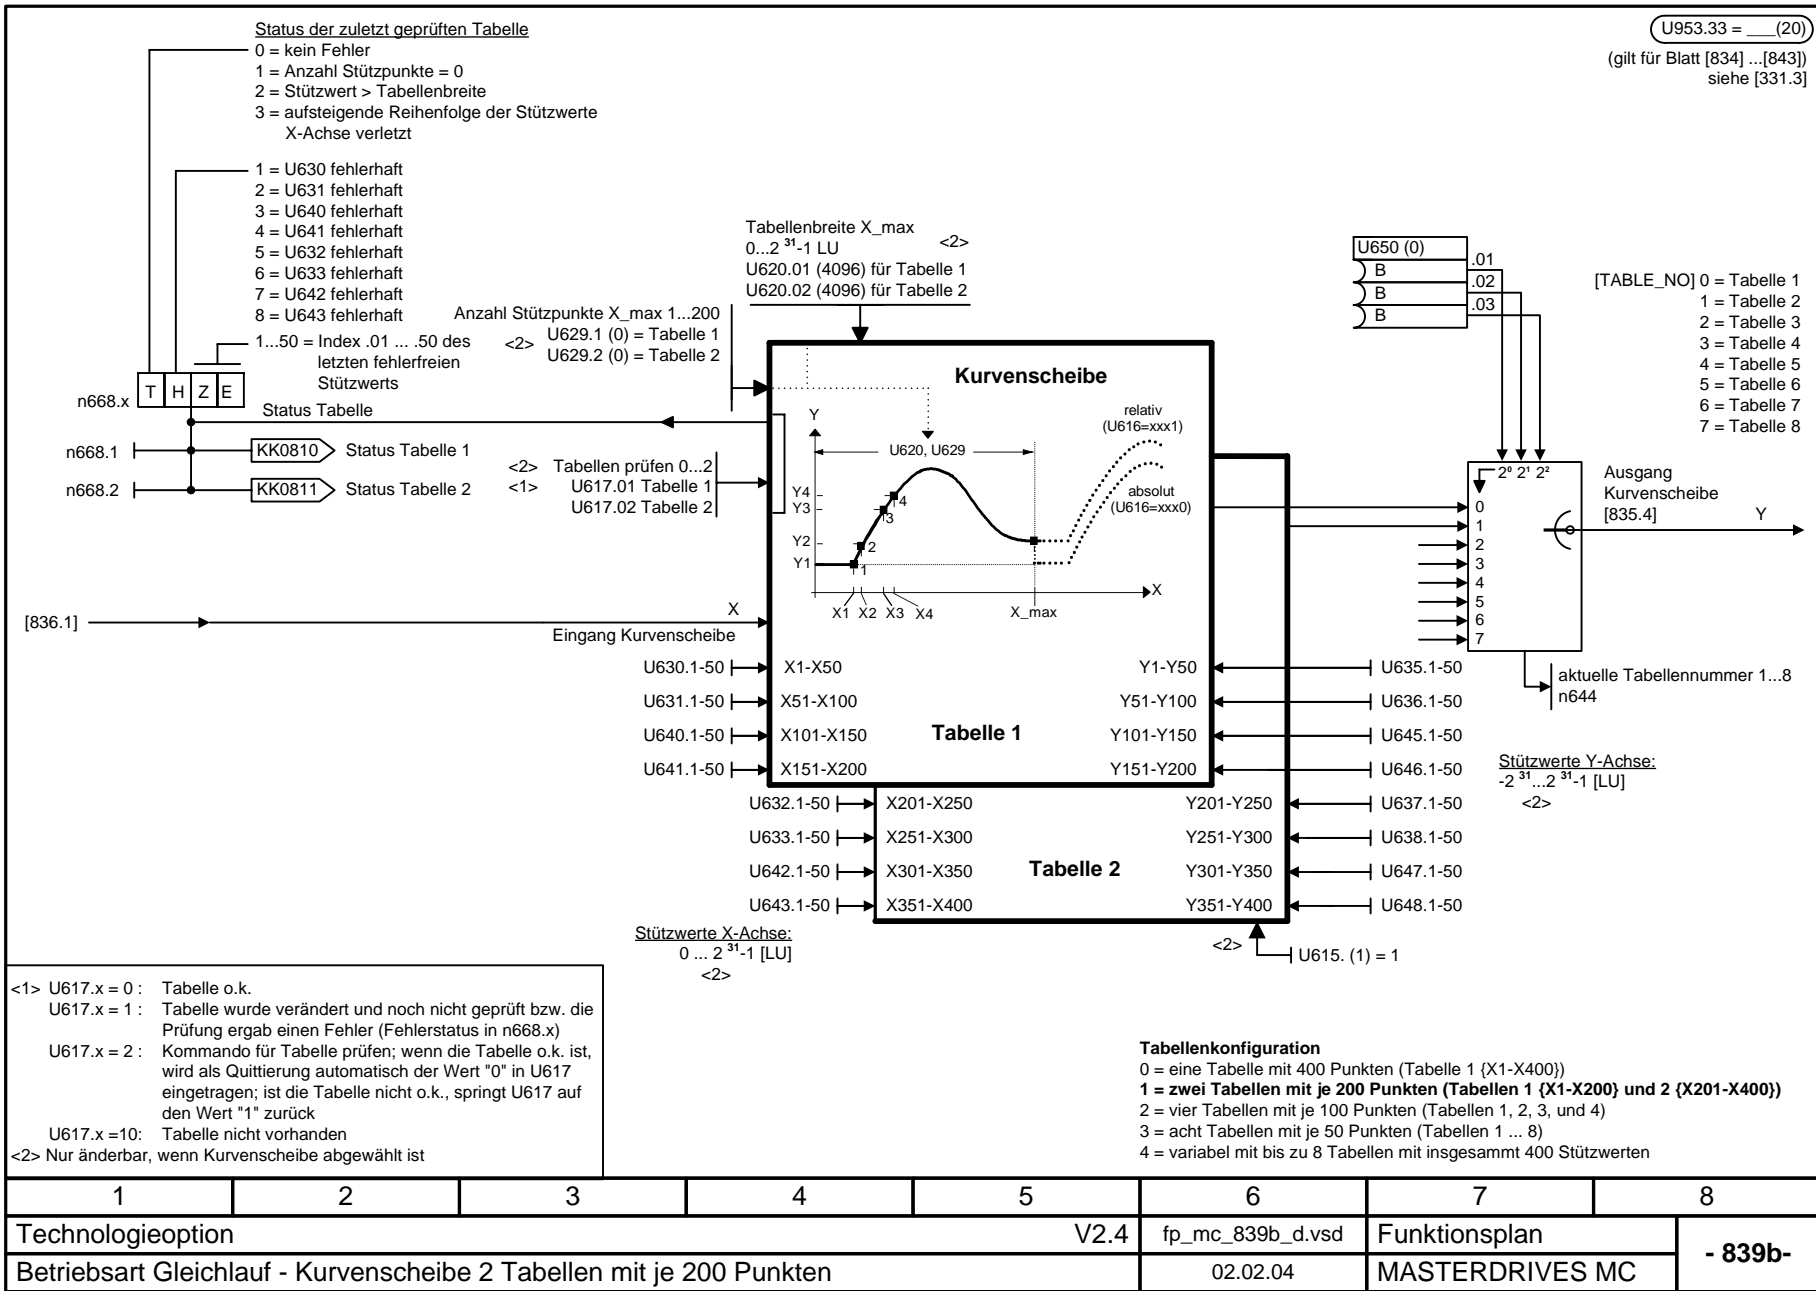 Status der zuletzt geprüften Tabelle
0 = kein Fehler
1 = Anzahl Stützpunkte = 0
2 = Stützwert > Tabellenbreite
3 = aufsteigende Reihenfolge der Stützwerte
X-Achse verletzt
U953.33 = ___(20)
(gilt für Blatt [834] ...[843])
siehe [331.3]
1 = U630 fehlerhaft
2 = U631 fehlerhaft
3 = U640 fehlerhaft
4 = U641 fehlerhaft
5 = U632 fehlerhaft
6 = U633 fehlerhaft
7 = U642 fehlerhaft
8 = U643 fehlerhaft
1...50 = Index .01 ... .50 des
letzten fehlerfreien
Stützwerts
n668.x T H Z E
Status Tabelle
n668.1 KK0810 Status Tabelle 1
n668.2 KK0811 Status Tabelle 2
Tabellenbreite X_max
0...2 31-1 LU <2>
U620.01 (4096) für Tabelle 1
U620.02 (4096) für Tabelle 2
Anzahl Stützpunkte X_max 1...200
U629.1 (0) = Tabelle 1
<2>
U629.2 (0) = Tabelle 2
<2> Tabellen prüfen 0...2
<1> U617.01 Tabelle 1
U617.02 Tabelle 2
Kurvenscheibe
Y
U620, U629
relativ
(U616=xxx1)
absolut
(U616=xxx0)
Y4
Y3
Y2
Y1
4
3
2
1
X1 X2 X3 X4 X_max
X
U650 (0)
B .01
B .02
B .03
[TABLE_NO] 0 = Tabelle 1
1 = Tabelle 2
2 = Tabelle 3
3 = Tabelle 4
4 = Tabelle 5
5 = Tabelle 6
6 = Tabelle 7
7 = Tabelle 8
2⁰ 2¹ 2²
0
1
2
3
4
5
6
7
Ausgang
Kurvenscheibe
[835.4] Y
aktuelle Tabellennummer 1...8
n644
[836.1] X
Eingang Kurvenscheibe
U630.1-50 X1-X50 Y1-Y50 U635.1-50
U631.1-50 X51-X100 Y51-Y100 U636.1-50
U640.1-50 X101-X150 Tabelle 1 Y101-Y150 U645.1-50
U641.1-50 X151-X200 Y151-Y200 U646.1-50
U632.1-50 X201-X250 Y201-Y250 U637.1-50
U633.1-50 X251-X300 Y251-Y300 U638.1-50
U642.1-50 X301-X350 Tabelle 2 Y301-Y350 U647.1-50
U643.1-50 X351-X400 Y351-Y400 U648.1-50
Stützwerte Y-Achse:
-2 31...2 31-1 [LU]
<2>
Stützwerte X-Achse:
0 ... 2 31-1 [LU]
<2>
<2> U615. (1) = 1
<1> U617.x = 0 : Tabelle o.k.
U617.x = 1 : Tabelle wurde verändert und noch nicht geprüft bzw. die
Prüfung ergab einen Fehler (Fehlerstatus in n668.x)
U617.x = 2 : Kommando für Tabelle prüfen; wenn die Tabelle o.k. ist,
wird als Quittierung automatisch der Wert "0" in U617
eingetragen; ist die Tabelle nicht o.k., springt U617 auf
den Wert "1" zurück
U617.x =10: Tabelle nicht vorhanden
<2> Nur änderbar, wenn Kurvenscheibe abgewählt ist
Tabellenkonfiguration
0 = eine Tabelle mit 400 Punkten (Tabelle 1 {X1-X400})
1 = zwei Tabellen mit je 200 Punkten (Tabellen 1 {X1-X200} und 2 {X201-X400})
2 = vier Tabellen mit je 100 Punkten (Tabellen 1, 2, 3, und 4)
3 = acht Tabellen mit je 50 Punkten (Tabellen 1 ... 8)
4 = variabel mit bis zu 8 Tabellen mit insgesammt 400 Stützwerten
1 2 3 4 5 6 7 8
Technologieoption V2.4 fp_mc_839b_d.vsd Funktionsplan
- 839b-
Betriebsart Gleichlauf - Kurvenscheibe 2 Tabellen mit je 200 Punkten 02.02.04 MASTERDRIVES MC